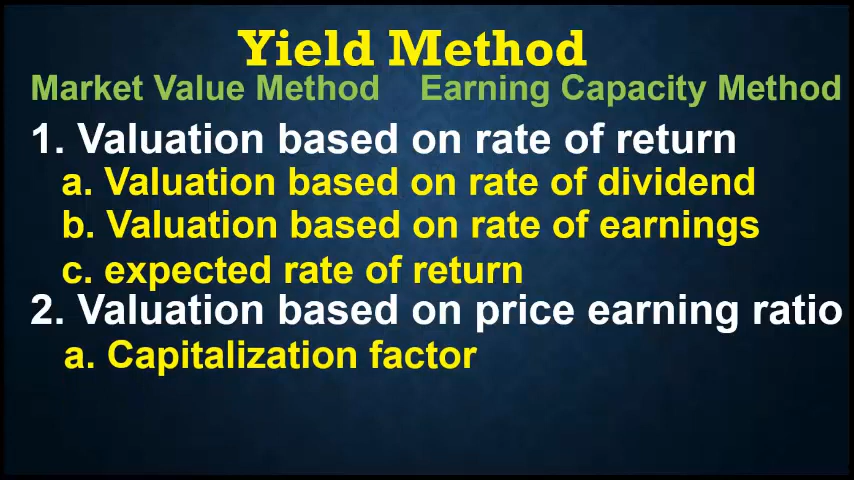 Yield Method
Market Value Method Earning Capacity Method
1. Valuation based on rate of return
a. Valuation based on rate of dividend
b. Valuation based on rate of earnings
c. expected rate of return
2. Valuation based on price earning ratio
a. Capitalization factor